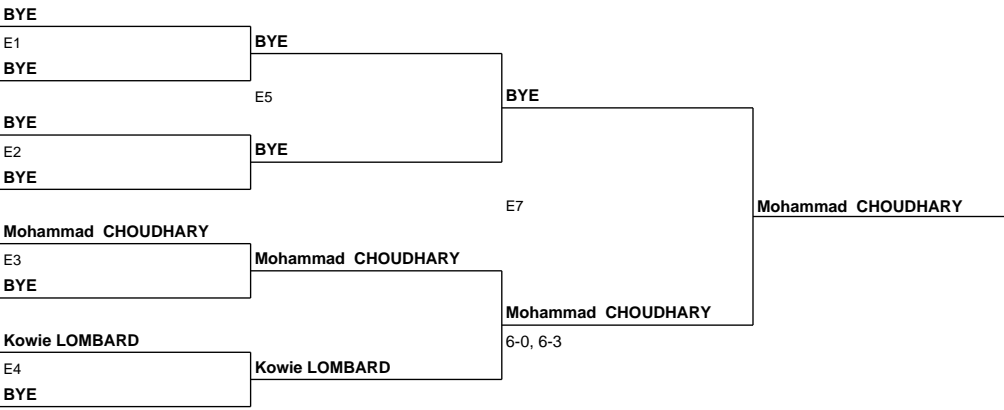 BYE
E1
BYE
BYE
E5
BYE
BYE
E2
BYE
BYE
E7
Mohammad CHOUDHARY
Mohammad CHOUDHARY
E3
Mohammad CHOUDHARY
BYE
Mohammad CHOUDHARY
6-0, 6-3
Kowie LOMBARD
E4
Kowie LOMBARD
BYE